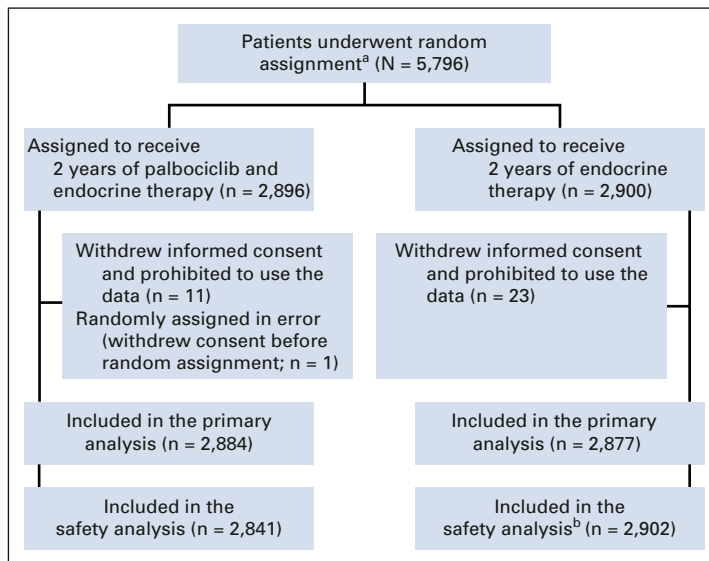 Patients underwent random
assignmentᵃ (N = 5,796)
Assigned to receive
2 years of palbociclib and
endocrine therapy (n = 2,896)
Assigned to receive
2 years of endocrine
therapy (n = 2,900)
Withdrew informed consent
and prohibited to use the
data (n = 11)
Randomly assigned in error
(withdrew consent before
random assignment; n = 1)
Withdrew informed consent
and prohibited to use the
data (n = 23)
Included in the primary
analysis (n = 2,884)
Included in the primary
analysis (n = 2,877)
Included in the
safety analysis (n = 2,841)
Included in the
safety analysisᵇ (n = 2,902)